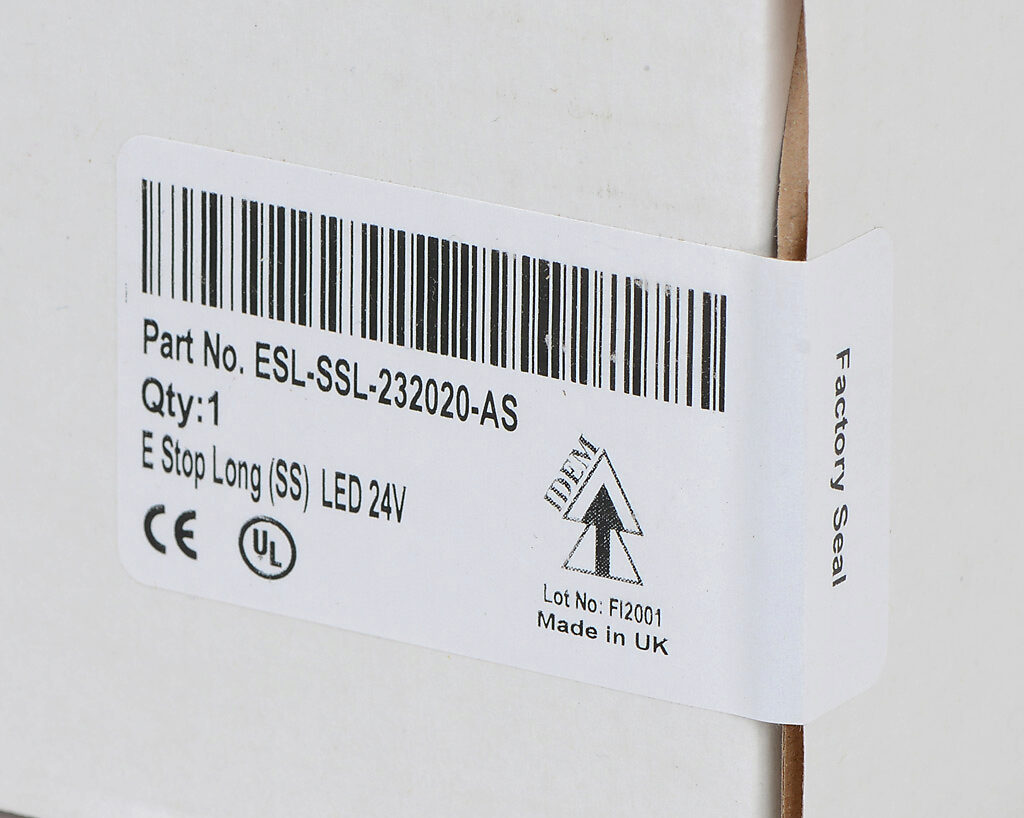 Part No. ESL-SSL-232020-AS
Qty:1
E Stop Long (SS) LED 24V
CE
UL
IDEM
Lot No: FI2001
Made in UK
Factory Seal